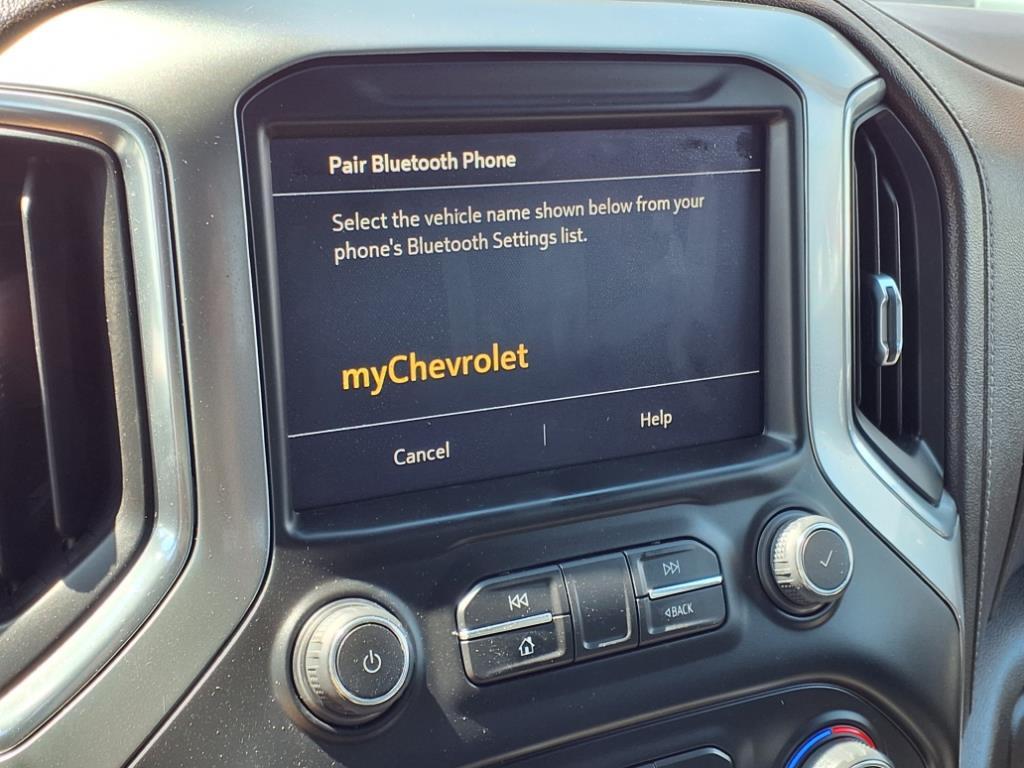 Pair Bluetooth Phone
Select the vehicle name shown below from your
phone's Bluetooth Settings list.
myChevrolet
Cancel
Help
BACK